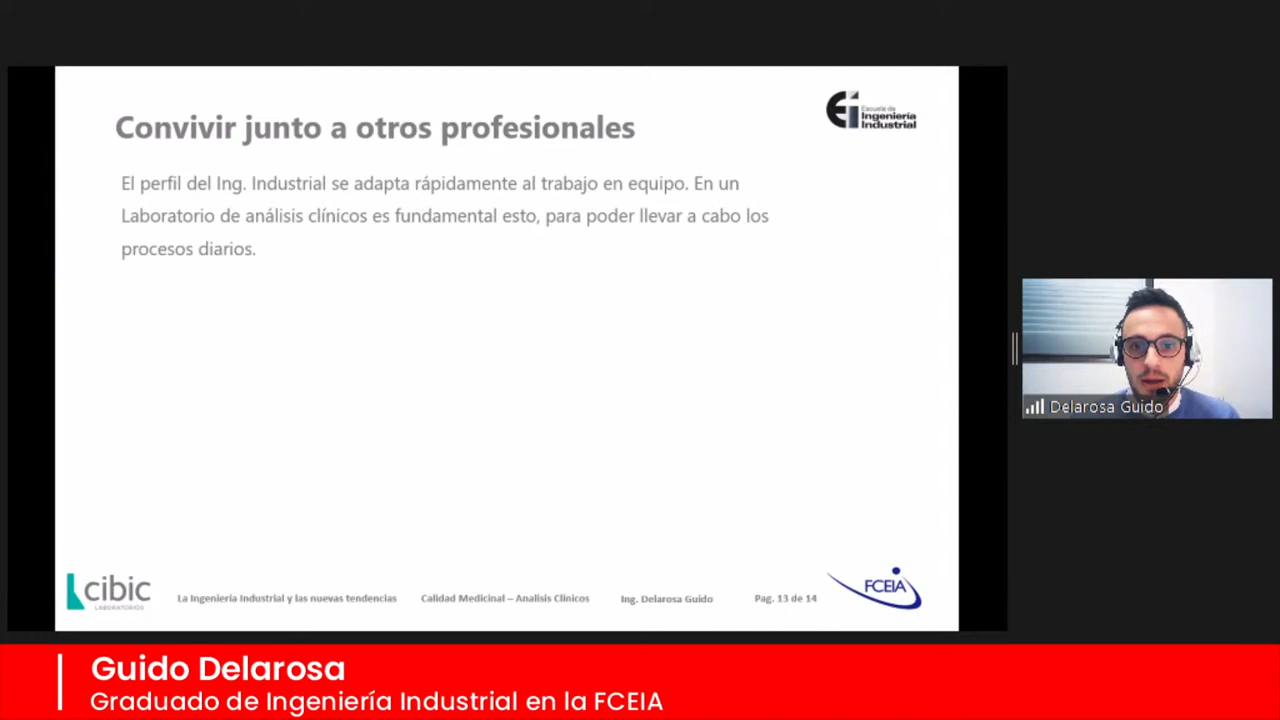 Convivir junto a otros profesionales
Escuela de
Ingeniería
Industrial
El perfil del Ing. Industrial se adapta rápidamente al trabajo en equipo. En un
Laboratorio de análisis clínicos es fundamental esto, para poder llevar a cabo los
procesos diarios.
Delarosa Guido
cibic
LABORATORIOS
La Ingeniería Industrial y las nuevas tendencias
Calidad Medicinal – Analisis Clinicos
Ing. Delarosa Guido
Pag. 13 de 14
FCEIA
Guido Delarosa
Graduado de Ingeniería Industrial en la FCEIA